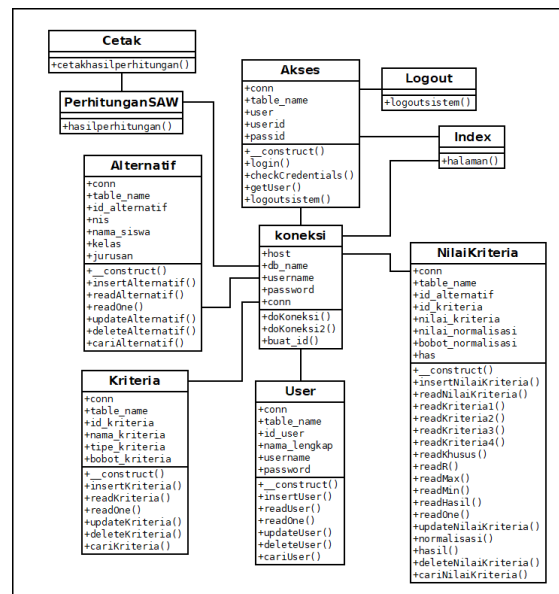 Cetak
+cetakhasilperhitungan()
PerhitunganSAW
+hasilperhitungan()
Akses
+conn
+table_name
+user
+userid
+passid
+__construct()
+login()
+checkCredentials()
+getUser()
+logoutsistem()
Logout
+logoutsistem()
Index
+halaman()
Alternatif
+conn
+table_name
+id_alternatif
+nis
+nama_siswa
+kelas
+jurusan
+__construct()
+insertAlternatif()
+readAlternatif()
+readOne()
+updateAlternatif()
+deleteAlternatif()
+cariAlternatif()
koneksi
+host
+db_name
+username
+password
+conn
+doKoneksi()
+doKoneksi2()
+buat_id()
NilaiKriteria
+conn
+table_name
+id_alternatif
+id_kriteria
+nilai_kriteria
+nilai_normalisasi
+bobot_normalisasi
+has
+__construct()
+insertNilaiKriteria()
+readNilaiKriteria()
+readKriteria1()
+readKriteria2()
+readKriteria3()
+readKriteria4()
+readKhusus()
+readR()
+readMax()
+readMin()
+readHasil()
+readOne()
+updateNilaiKriteria()
+normalisasi()
+hasil()
+deleteNilaiKriteria()
+cariNilaiKriteria()
Kriteria
+conn
+table_name
+id_kriteria
+nama_kriteria
+tipe_kriteria
+bobot_kriteria
+__construct()
+insertKriteria()
+readKriteria()
+readOne()
+updateKriteria()
+deleteKriteria()
+cariKriteria()
User
+conn
+table_name
+id_user
+nama_lengkap
+username
+password
+__construct()
+insertUser()
+readUser()
+readOne()
+updateUser()
+deleteUser()
+cariUser()